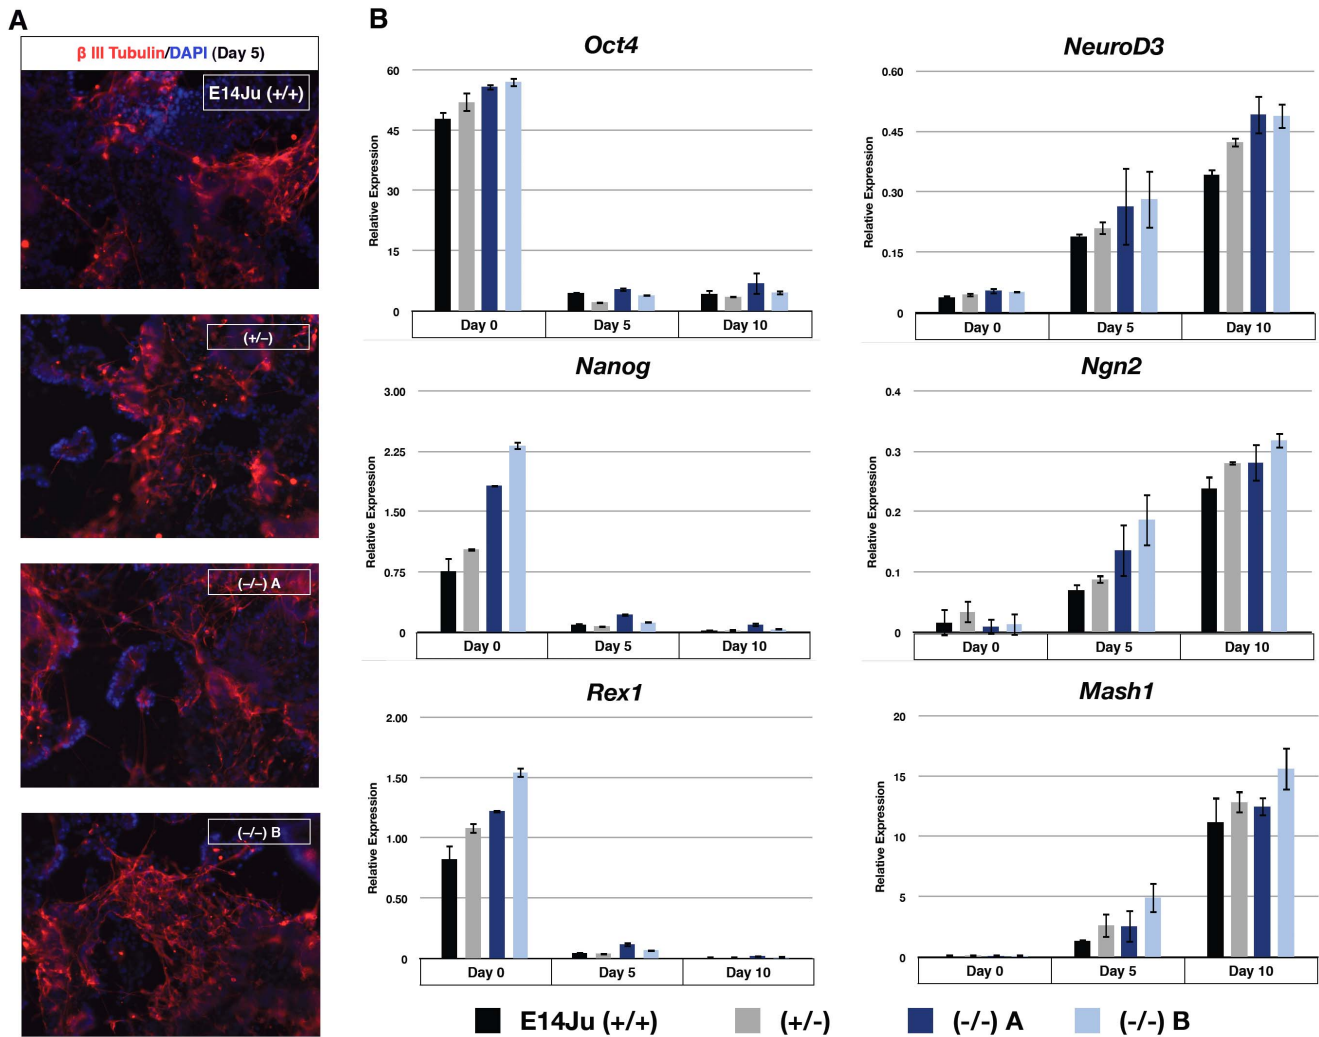 A
β III Tubulin/DAPI (Day 5)
E14Ju (+/+)
(+/–)
(–/–) A
(–/–) B
B
Oct4
Relative Expression
60
45
30
15
0
Day 0 Day 5 Day 10
NeuroD3
Relative Expression
0.60
0.45
0.30
0.15
0
Day 0 Day 5 Day 10
Nanog
Relative Expression
3.00
2.25
1.50
0.75
0
Day 0 Day 5 Day 10
Ngn2
Relative Expression
0.4
0.3
0.2
0.1
0
Day 0 Day 5 Day 10
Rex1
Relative Expression
2.00
1.50
1.00
0.50
0
Day 0 Day 5 Day 10
Mash1
Relative Expression
20
15
10
5
0
Day 0 Day 5 Day 10
E14Ju (+/+) (+/-) (-/-) A (-/-) B